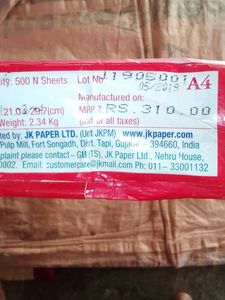 ity: 500 N Sheets Lot No 11905001 A4
05/2019
Manufactured on:
21.0 x 29.7(cm) MRP RS. 310.00
Weight: 2.34 Kg (incl of all taxes)
ted by: JK PAPER LTD. (Unit JKPM) www.jkpaper.com
Pulp Mill, Fort Songadh, Dist. Tapi, Gujarat – 394660, India
plaint please contact – GM (TS), JK Paper Ltd., Nehru House,
0002. Email: customercare@jkmail.com Ph.: 011– 33001132